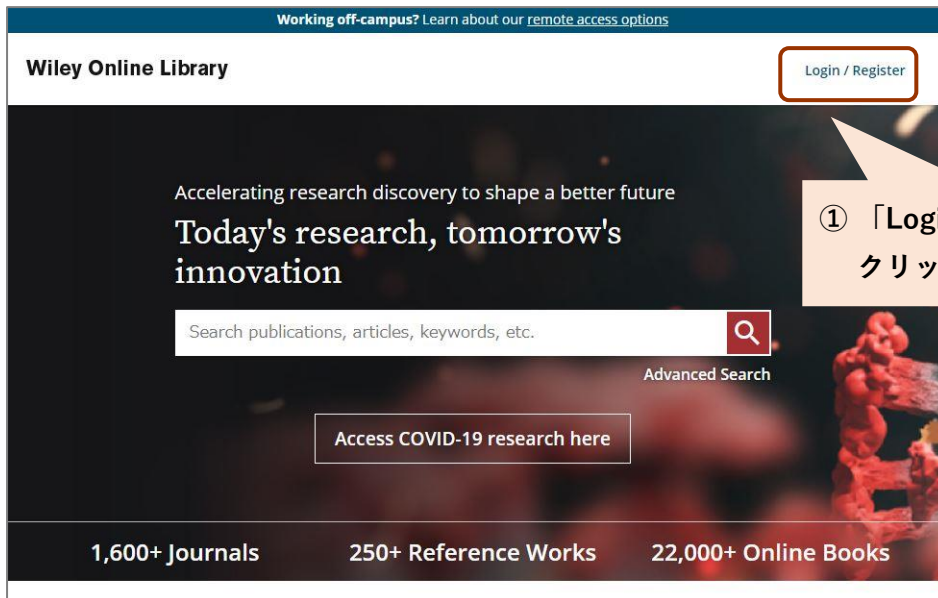 Working off-campus? Learn about our remote access options
Wiley Online Library
Login / Register
Accelerating research discovery to shape a better future
Today's research, tomorrow's
innovation
① 「Logi
クリッ
Search publications, articles, keywords, etc.
Advanced Search
Access COVID-19 research here
1,600+ Journals
250+ Reference Works
22,000+ Online Books